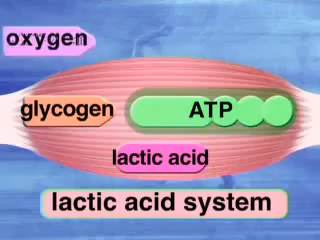 oxygen
glycogen
ATP
lactic acid
lactic acid system